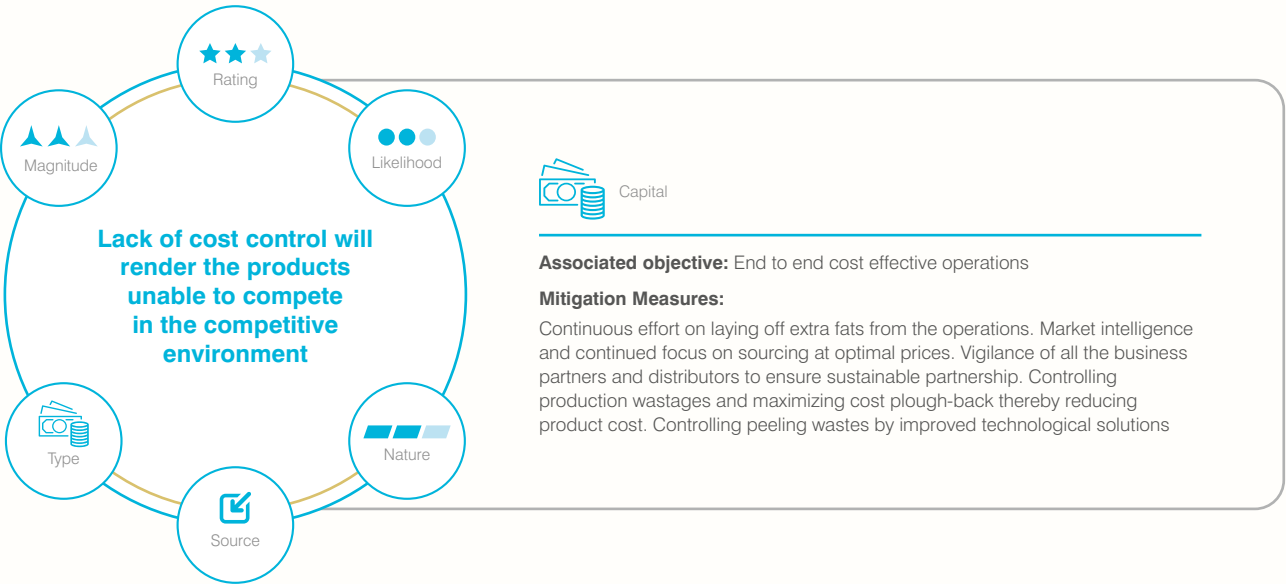 Rating
Magnitude
Likelihood
Lack of cost control will
render the products
unable to compete
in the competitive
environment
Type
Nature
Source
Capital
Associated objective: End to end cost effective operations
Mitigation Measures:
Continuous effort on laying off extra fats from the operations. Market intelligence
and continued focus on sourcing at optimal prices. Vigilance of all the business
partners and distributors to ensure sustainable partnership. Controlling
production wastages and maximizing cost plough-back thereby reducing
product cost. Controlling peeling wastes by improved technological solutions